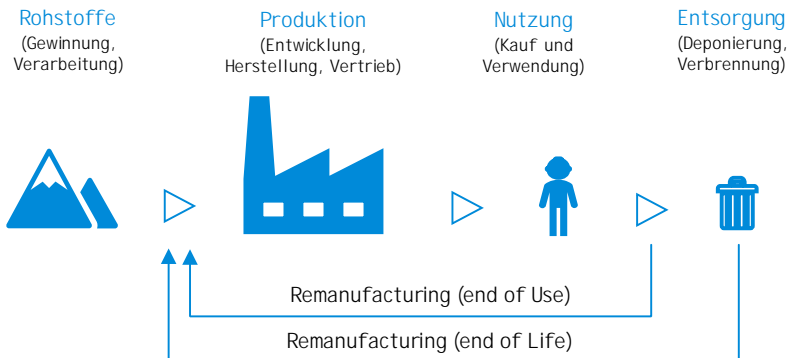 Rohstoffe
(Gewinnung,
Verarbeitung)
Produktion
(Entwicklung,
Herstellung, Vertrieb)
Nutzung
(Kauf und
Verwendung)
Entsorgung
(Deponierung,
Verbrennung)
Remanufacturing (end of Use)
Remanufacturing (end of Life)